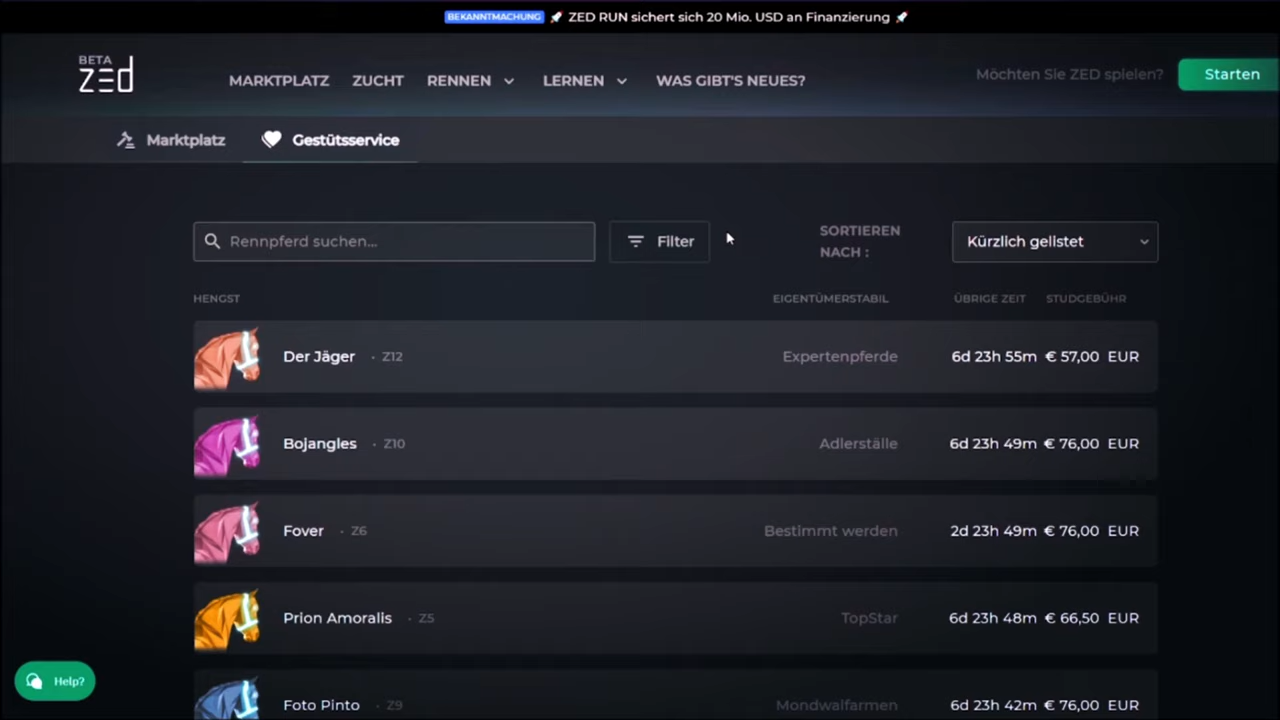 BEKANNTMACHUNG 🚀 ZED RUN sichert sich 20 Mio. USD an Finanzierung 🚀
BETA
zed
MARKTPLATZ ZUCHT RENNEN LERNEN WAS GIBT'S NEUES?
Möchten Sie ZED spielen? Starten
Marktplatz Gestütsservice
Rennpferd suchen... Filter
SORTIEREN
NACH :
Kürzlich gelistet
HENGST EIGENTÜMERSTABIL ÜBRIGE ZEIT STUDGEBÜHR
Der Jäger · Z12 Expertenpferde 6d 23h 55m € 57,00 EUR
Bojangles · Z10 Adlerställe 6d 23h 49m € 76,00 EUR
Fover · Z6 Bestimmt werden 2d 23h 49m € 76,00 EUR
Prion Amoralis · Z5 TopStar 6d 23h 48m € 66,50 EUR
Foto Pinto · Z9 Mondwalfarmen 6d 23h 42m € 76,00 EUR
Help?